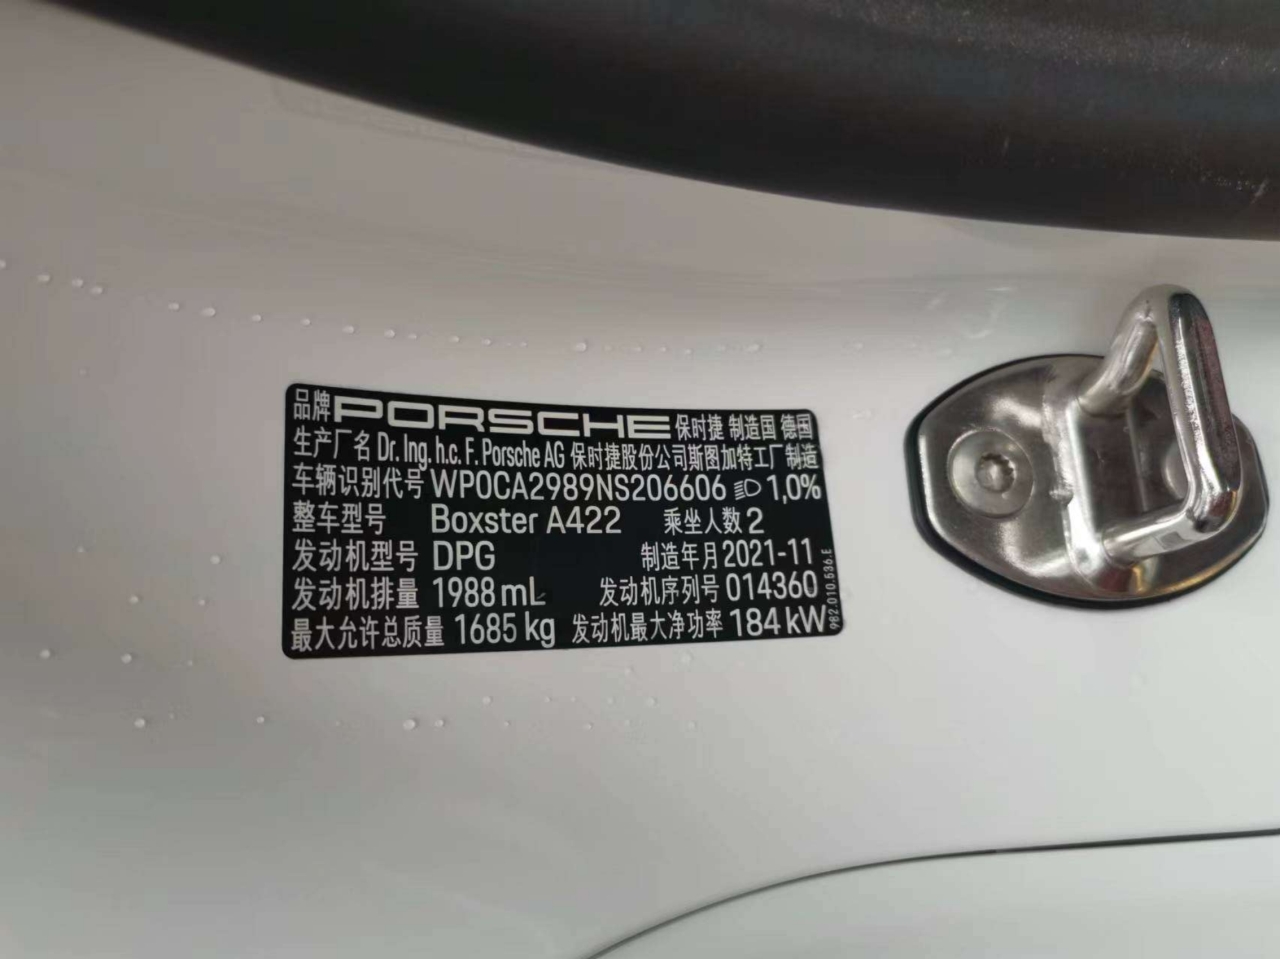 品牌 PORSCHE 保时捷 制造国 德国
生产厂名 Dr. Ing. h.c. F. Porsche AG 保时捷股份公司斯图加特工厂制造
车辆识别代号 WP0CA2989NS206606 1,0%
整车型号 Boxster A422 乘坐人数 2
发动机型号 DPG 制造年月 2021-11
发动机排量 1988 mL 发动机序列号 014360
最大允许总质量 1685 kg 发动机最大净功率 184 kW
982.010.536.E